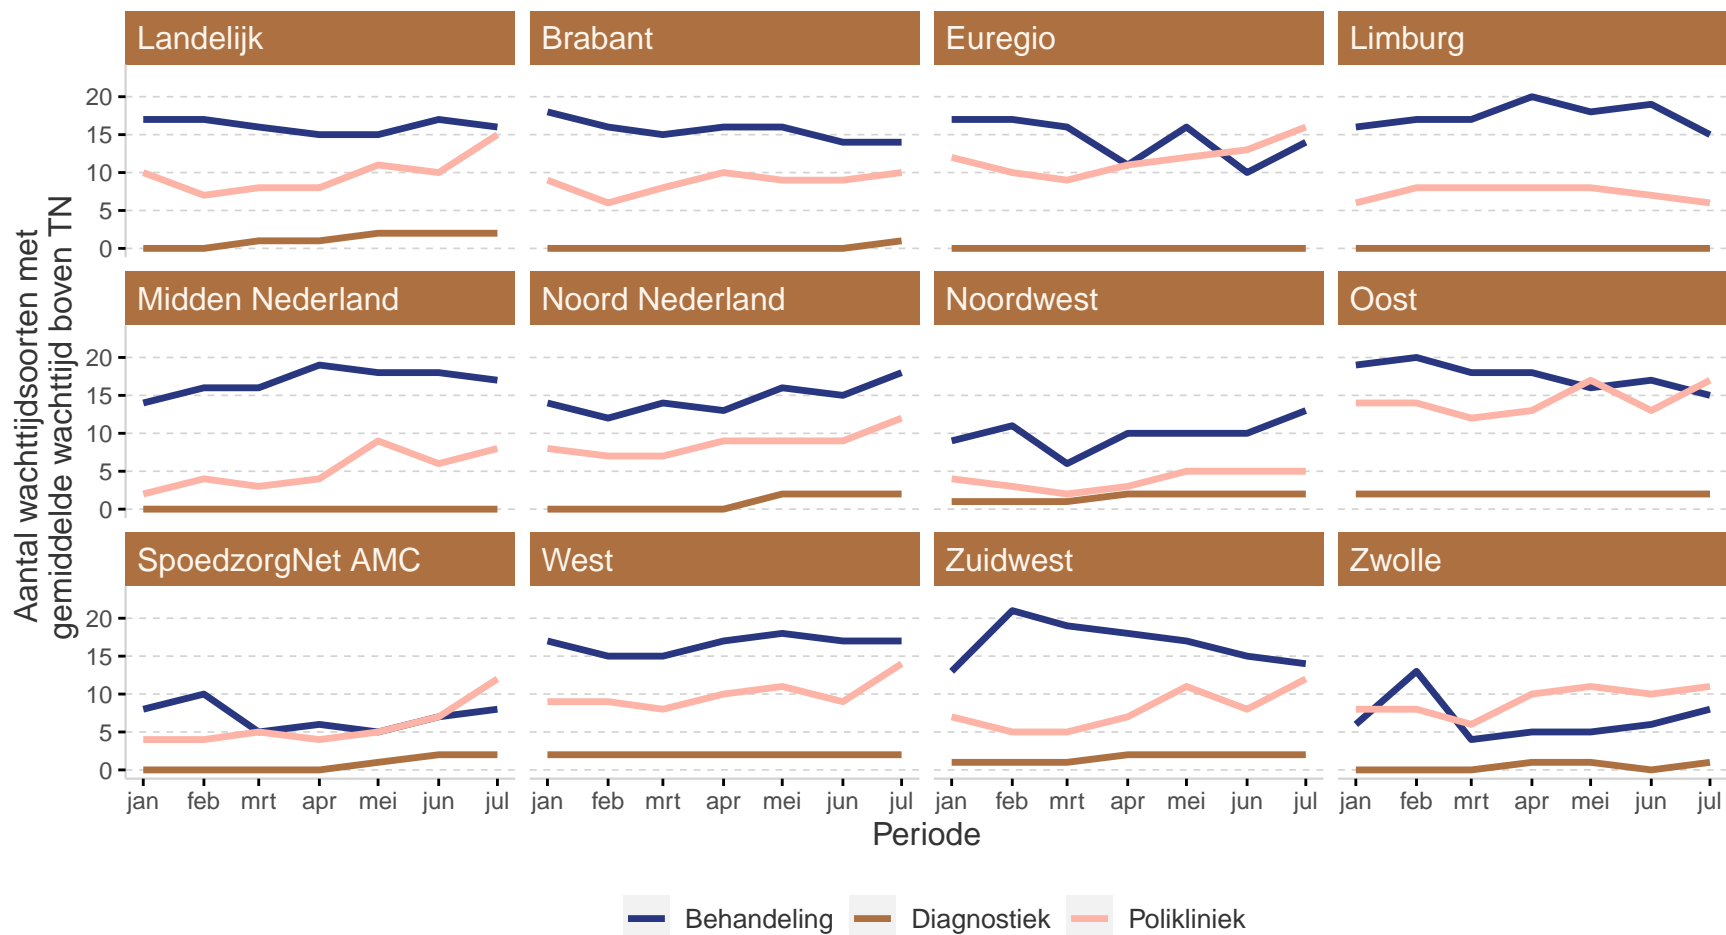 Landelijk
Brabant
Euregio
Limburg
20
15
10
5
0
Midden Nederland
Noord Nederland
Noordwest
Oost
20
15
10
5
0
SpoedzorgNet AMC
West
Zuidwest
Zwolle
20
15
10
5
0
jan feb mrt apr mei jun jul
jan feb mrt apr mei jun jul
jan feb mrt apr mei jun jul
jan feb mrt apr mei jun jul
Aantal wachttijdsoorten met
gemiddelde wachttijd boven TN
Periode
Behandeling
Diagnostiek
Polikliniek